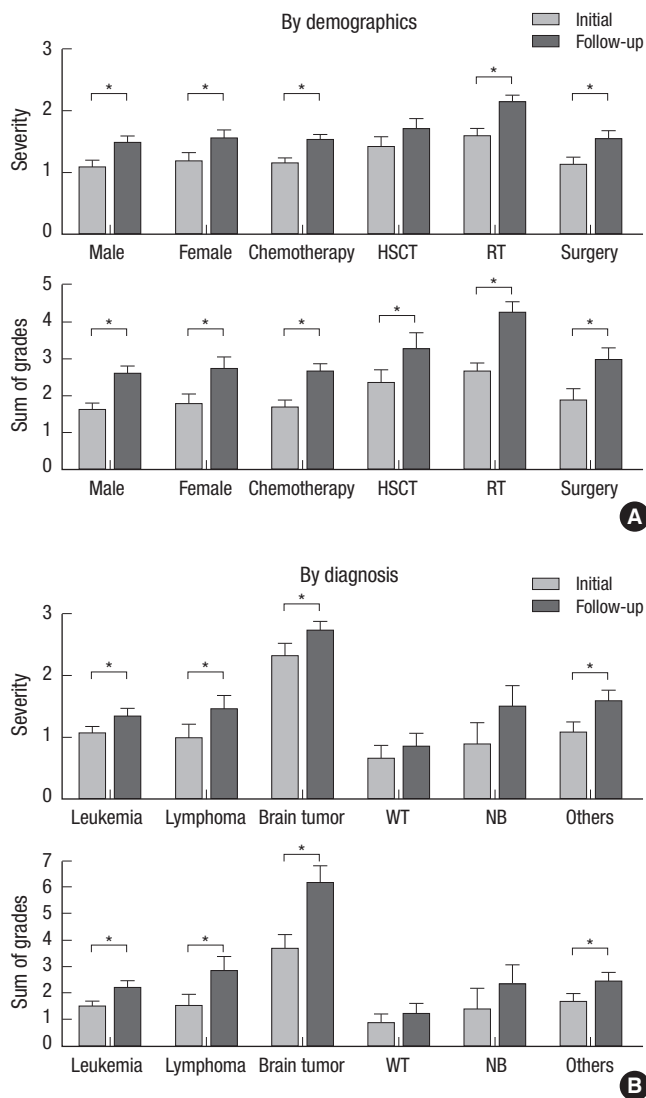 By demographics
Initial
Follow-up
Severity
3
2
1
0
* * * * *
Male Female Chemotherapy HSCT RT Surgery
Sum of grades
5
4
3
2
1
0
* * * * * *
Male Female Chemotherapy HSCT RT Surgery
A
By diagnosis
Initial
Follow-up
Severity
3
2
1
0
* * * *
Leukemia Lymphoma Brain tumor WT NB Others
Sum of grades
7
6
5
4
3
2
1
0
* * * *
Leukemia Lymphoma Brain tumor WT NB Others
B